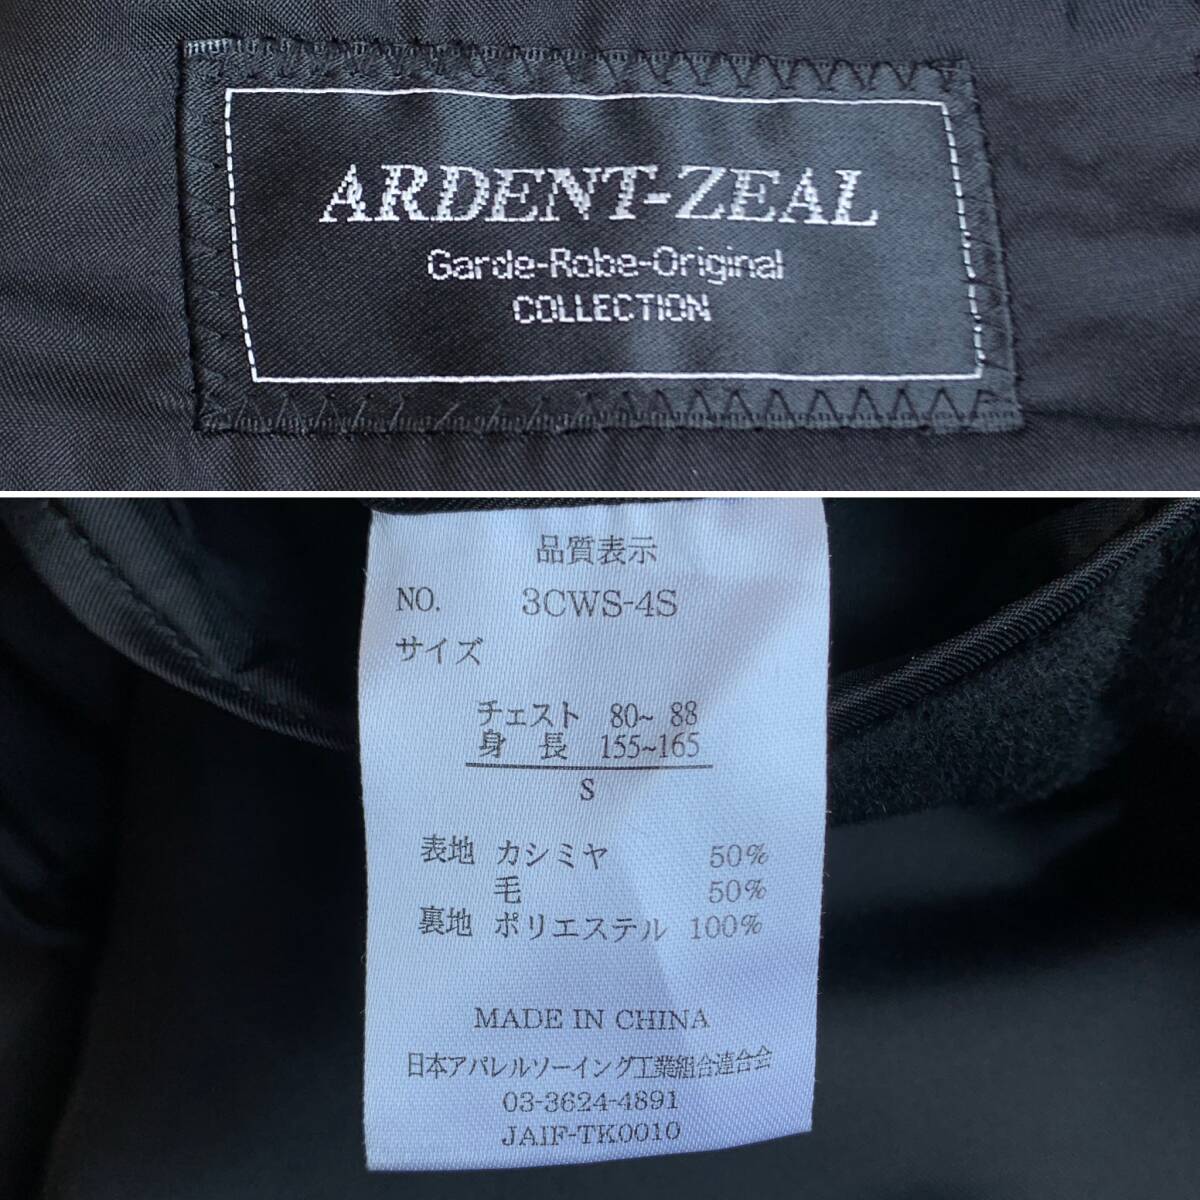 ARDENT-ZEAL
Garde-Robe-Original
COLLECTION
品質表示
NO. 3CWS-4S
サイズ
チェスト 80~ 88
身 長 155~165
S
表地 カシミヤ 50%
毛 50%
裏地 ポリエステル 100%
MADE IN CHINA
日本アパレルソーイング工業組合連合会
03-3624-4891
JAIF-TK0010